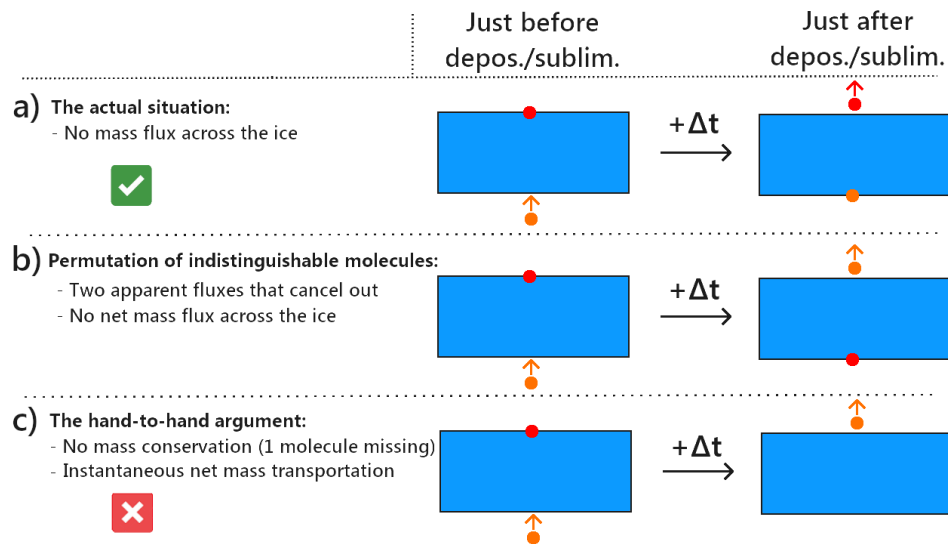 Just before
depos./sublim.
Just after
depos./sublim.
a) The actual situation:
- No mass flux across the ice
+Δt
b) Permutation of indistinguishable molecules:
- Two apparent fluxes that cancel out
- No net mass flux across the ice
+Δt
c) The hand-to-hand argument:
- No mass conservation (1 molecule missing)
- Instantaneous net mass transportation
+Δt